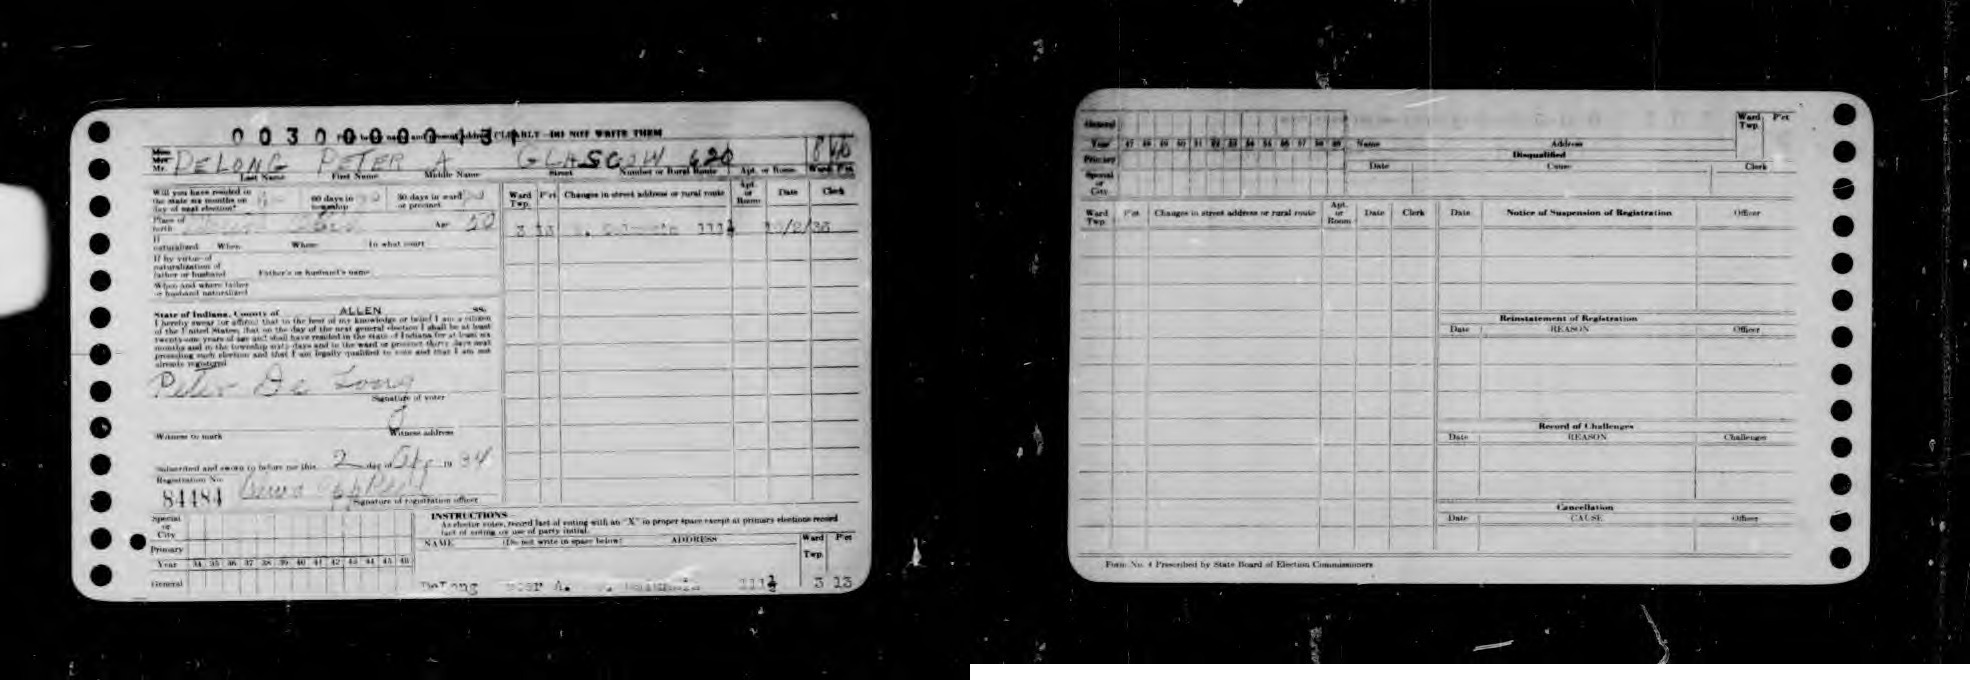 003000001
CLEARLY—DO NOT WRITE THEM
Mr. DELONG PETER A GLASGOW 620
Last Name First Name Middle Name Street Number or Rural Route Apt. or Room Ward P'ct
Will you have resided in the state six months on day of next election? 60 days in township 30 days in ward or precinct
Place of birth Age 50
If naturalized When Where In what court
If by virtue of naturalization of father or husband Father's or husband's name
When and where father or husband naturalized
State of Indiana, County of ALLEN ss.
I hereby swear (or affirm) that to the best of my knowledge or belief I am a citizen
of the United States; that on the day of the next general election I shall be at least
twenty-one years of age and shall have resided in the state of Indiana for at least six
months and in the township sixty days and in the ward or precinct thirty days next
preceding such election and that I am legally qualified to vote and that I am not
already registered
Peter De Long
Signature of voter
Witness to mark Witness address
Subscribed and sworn to before me this 2 day of Apr 19 34
Registration No.
84484
Signature of registration officer
Ward Twp. P'ct Changes in street address or rural route Apt. or Room Date Clerk
3 13 111½
Special or City
Primary
Year 34 35 36 37 38 39 40 41 42 43 44 45 46
General
INSTRUCTIONS
As elector votes, record fact of voting with an "X" in proper space except at primary elections record
fact of voting by use of party initial.
NAME (Do not write in space below) ADDRESS Ward Twp. P'ct
DeLong A. 111½ 3 13
General
Year 47 48 49 50 51 52 53 54 55 56 57 58 59
Primary
Special or City
Name Address Ward Twp. P'ct
Disqualified
Date Cause Clerk
Ward Twp. P'ct Changes in street address or rural route Apt. or Room Date Clerk
Date Notice of Suspension of Registration Officer
Reinstatement of Registration
Date REASON Officer
Record of Challenges
Date REASON Challenger
Cancellation
Date CAUSE Officer
Form No. 4 Prescribed by State Board of Election Commissioners